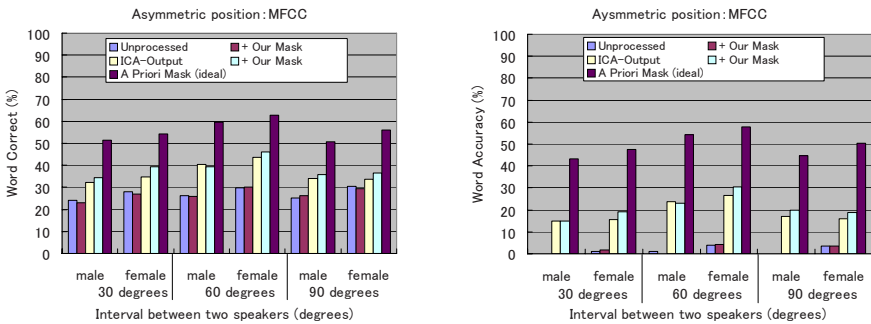 Asymmetric position：MFCC
Word Correct (%)
100
90
80
70
60
50
40
30
20
10
0
Unprocessed
+ Our Mask
ICA-Output
+ Our Mask
A Priori Mask (ideal)
male female male female male female
30 degrees 60 degrees 90 degrees
Interval between two speakers (degrees)
Aysmmetric position：MFCC
Word Accuracy (%)
100
90
80
70
60
50
40
30
20
10
0
Unprocessed
+ Our Mask
ICA-Output
+ Our Mask
A Priori Mask (ideal)
male female male female male female
30 degrees 60 degrees 90 degrees
Interval between two speakers (degrees)